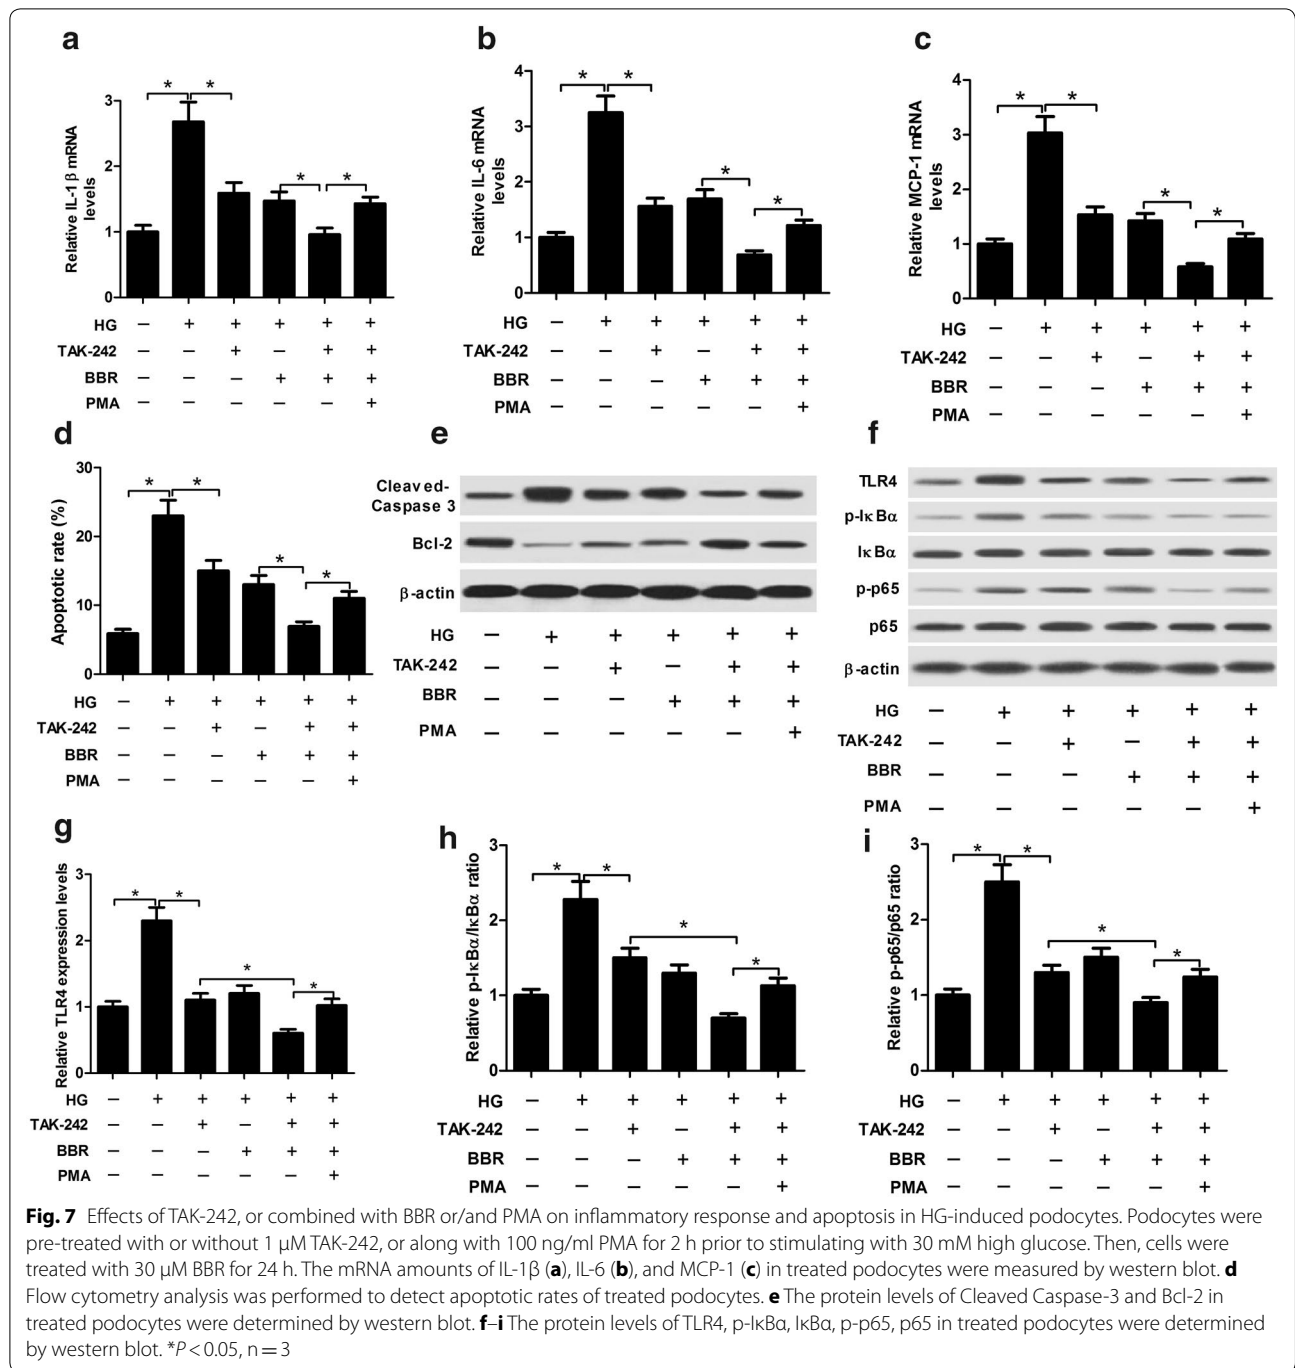 a
Relative IL-1 β mRNA
levels
3
2
1
0
* * * *
HG − + + + + +
TAK-242 − − + − + +
BBR − − − + + +
PMA − − − − − +
b
Relative IL-6 mRNA
levels
4
3
2
1
0
* * * *
HG − + + + + +
TAK-242 − − + − + +
BBR − − − + + +
PMA − − − − − +
c
Relative MCP-1 mRNA
levels
4
3
2
1
0
* * * *
HG − + + + + +
TAK-242 − − + − + +
BBR − − − + + +
PMA − − − − − +
d
Apoptotic rate (%)
30
20
10
0
* * * *
HG − + + + + +
TAK-242 − − + − + +
BBR − − − + + +
PMA − − − − − +
e
Cleaved-
Caspase 3
Bcl-2
β-actin
HG − + + + + +
TAK-242 − − + − + +
BBR − − − + + +
PMA − − − − − +
f
TLR4
p-IκBα
IκBα
p-p65
p65
β-actin
HG − + + + + +
TAK-242 − − + − + +
BBR − − − + + +
PMA − − − − − +
g
Relative TLR4 expression levels
3
2
1
0
* * * *
HG − + + + + +
TAK-242 − − + − + +
BBR − − − + + +
PMA − − − − − +
h
Relative p-IκBα/IκBα ratio
3
2
1
0
* * * *
HG − + + + + +
TAK-242 − − + − + +
BBR − − − + + +
PMA − − − − − +
i
Relative p-p65/p65 ratio
3
2
1
0
* * * *
HG − + + + + +
TAK-242 − − + − + +
BBR − − − + + +
PMA − − − − − +
Fig. 7 Effects of TAK-242, or combined with BBR or/and PMA on inflammatory response and apoptosis in HG-induced podocytes. Podocytes were
pre-treated with or without 1 μM TAK-242, or along with 100 ng/ml PMA for 2 h prior to stimulating with 30 mM high glucose. Then, cells were
treated with 30 μM BBR for 24 h. The mRNA amounts of IL-1β (a), IL-6 (b), and MCP-1 (c) in treated podocytes were measured by western blot. d
Flow cytometry analysis was performed to detect apoptotic rates of treated podocytes. e The protein levels of Cleaved Caspase-3 and Bcl-2 in
treated podocytes were determined by western blot. f–i The protein levels of TLR4, p-IκBα, IκBα, p-p65, p65 in treated podocytes were determined
by western blot. *P < 0.05, n = 3